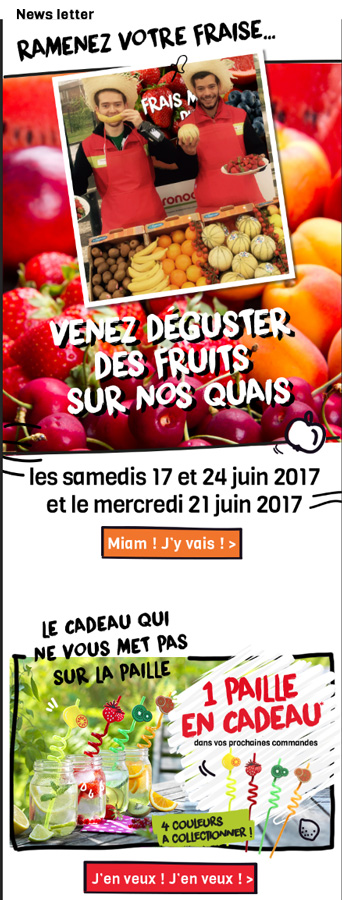 News letter
RAMENEZ VOTRE FRAISE...
FRAIS
VENEZ DÉGUSTER
DES FRUITS
SUR NOS QUAIS
les samedis 17 et 24 juin 2017
et le mercredi 21 juin 2017
Miam ! J'y vais ! >
LE CADEAU QUI
NE VOUS MET PAS
SUR LA PAILLE
1 PAILLE
EN CADEAU*
dans vos prochaines commandes
4 COULEURS
A COLLECTIONNER !
J'en veux ! J'en veux ! >